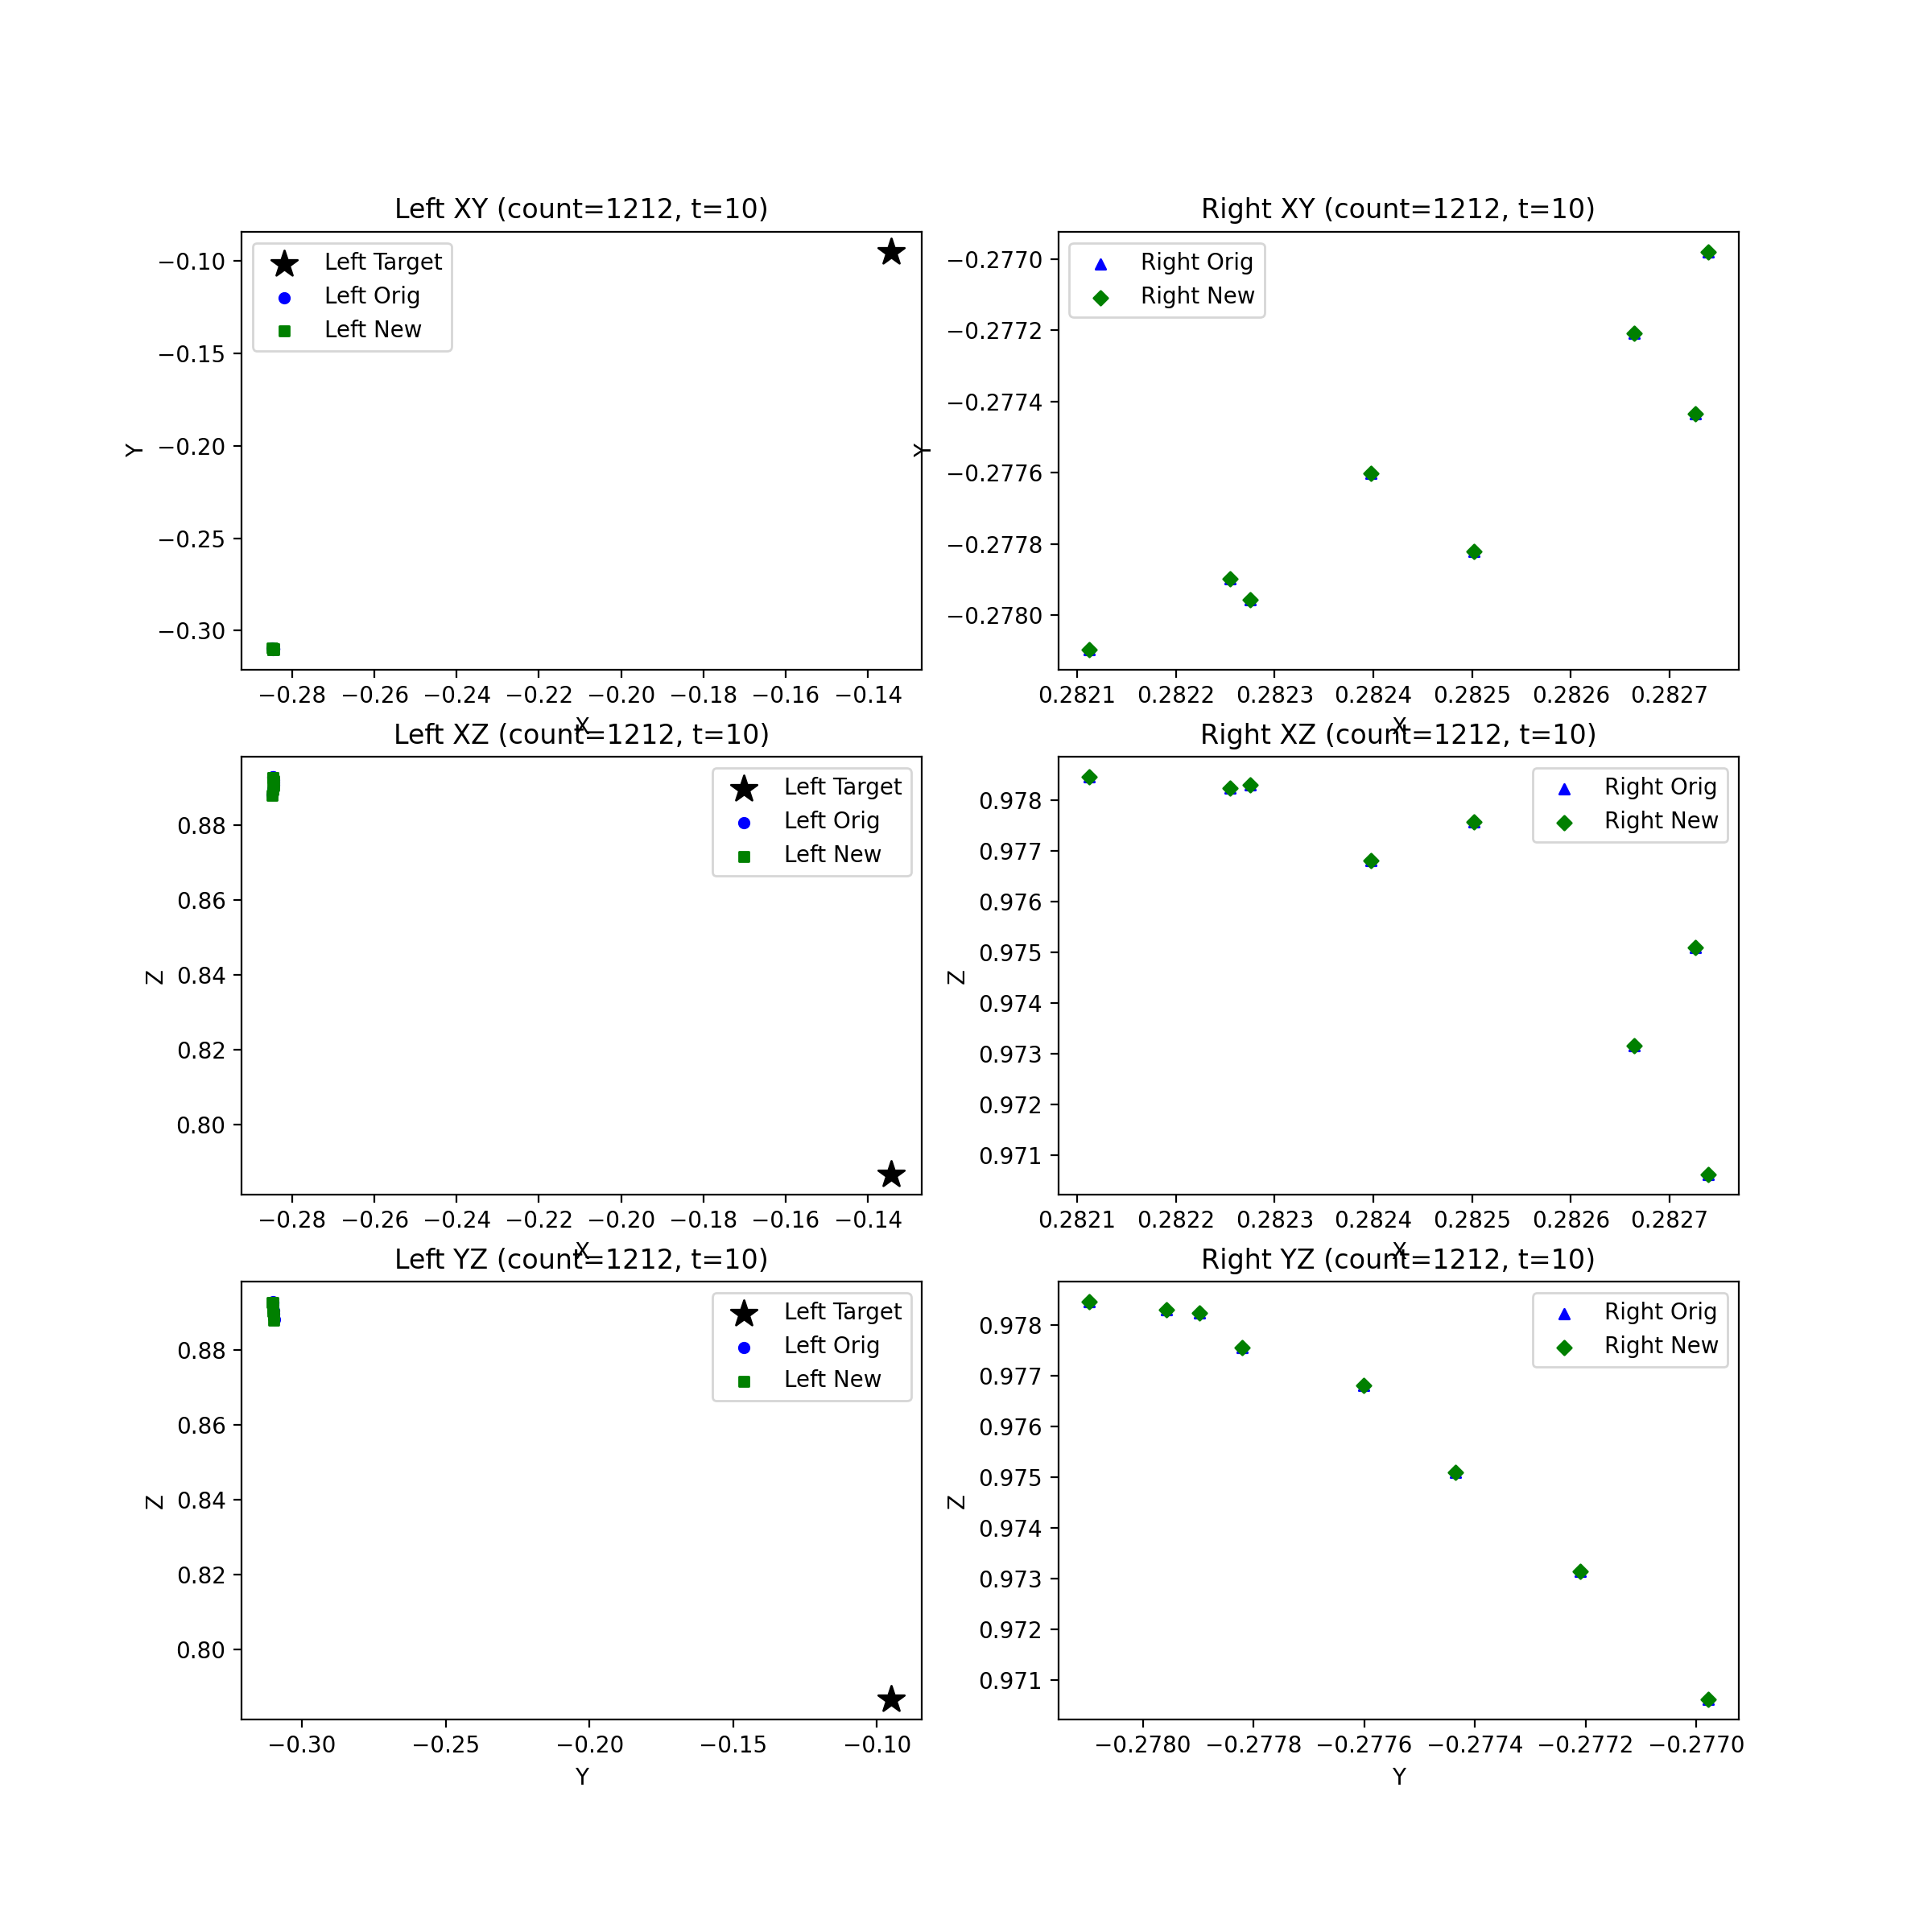 Left XY (count=1212, t=10)
Left Target
Left Orig
Left New
−0.10
−0.15
−0.20
−0.25
−0.30
Y
−0.28 −0.26 −0.24 −0.22 −0.20 −0.18 −0.16 −0.14
X
Right XY (count=1212, t=10)
Right Orig
Right New
−0.2770
−0.2772
−0.2774
−0.2776
−0.2778
−0.2780
Y
0.2821 0.2822 0.2823 0.2824 0.2825 0.2826 0.2827
X
Left XZ (count=1212, t=10)
Left Target
Left Orig
Left New
0.88
0.86
0.84
0.82
0.80
Z
−0.28 −0.26 −0.24 −0.22 −0.20 −0.18 −0.16 −0.14
X
Right XZ (count=1212, t=10)
Right Orig
Right New
0.978
0.977
0.976
0.975
0.974
0.973
0.972
0.971
Z
0.2821 0.2822 0.2823 0.2824 0.2825 0.2826 0.2827
X
Left YZ (count=1212, t=10)
Left Target
Left Orig
Left New
0.88
0.86
0.84
0.82
0.80
Z
−0.30 −0.25 −0.20 −0.15 −0.10
Y
Right YZ (count=1212, t=10)
Right Orig
Right New
0.978
0.977
0.976
0.975
0.974
0.973
0.972
0.971
Z
−0.2780 −0.2778 −0.2776 −0.2774 −0.2772 −0.2770
Y